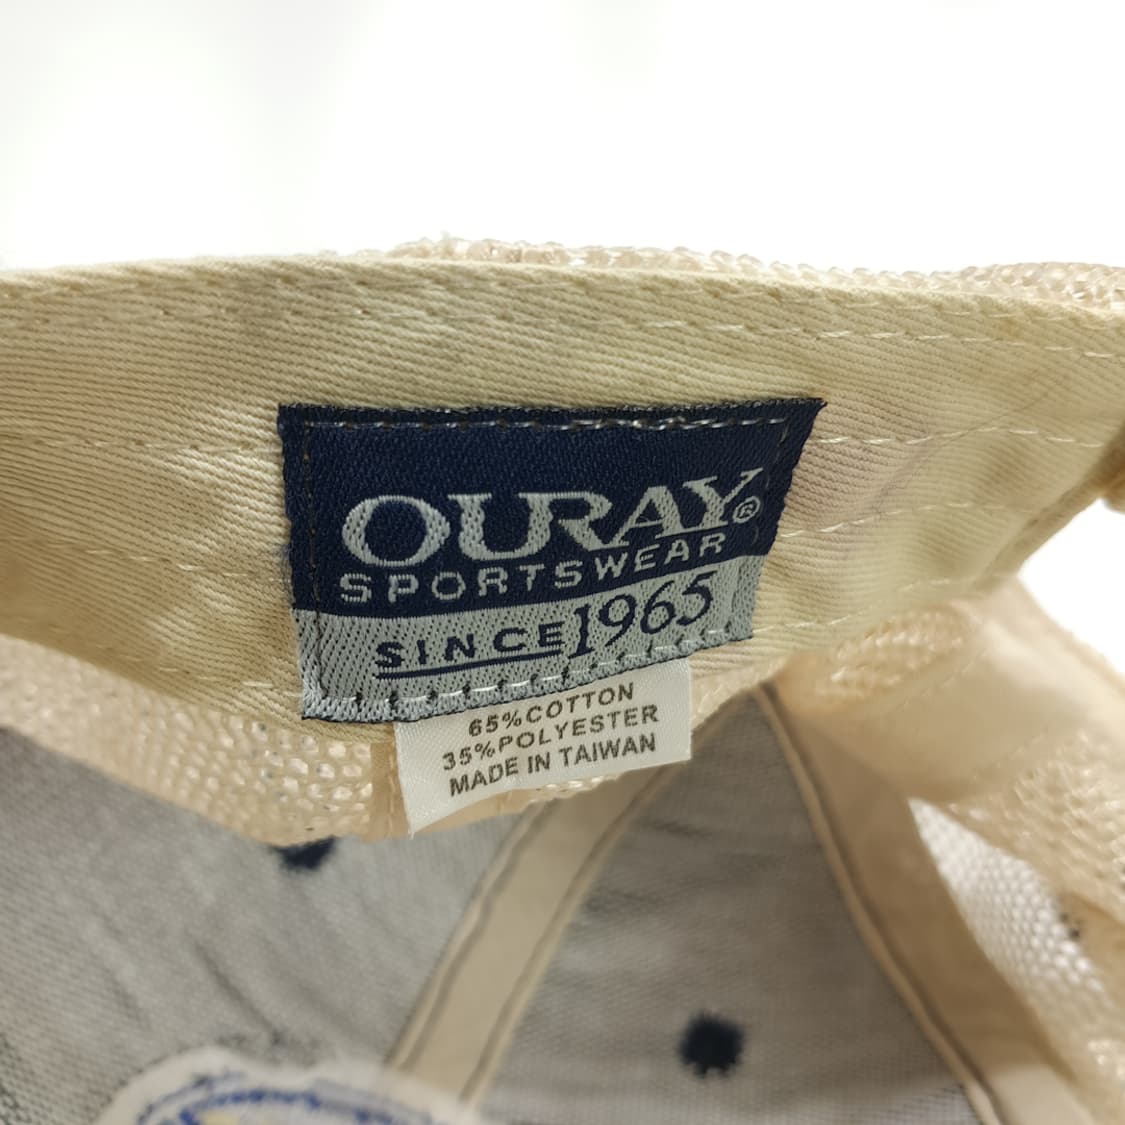 OURAY®
SPORTSWEAR
SINCE 1965
65%COTTON
35%POLYESTER
MADE IN TAIWAN